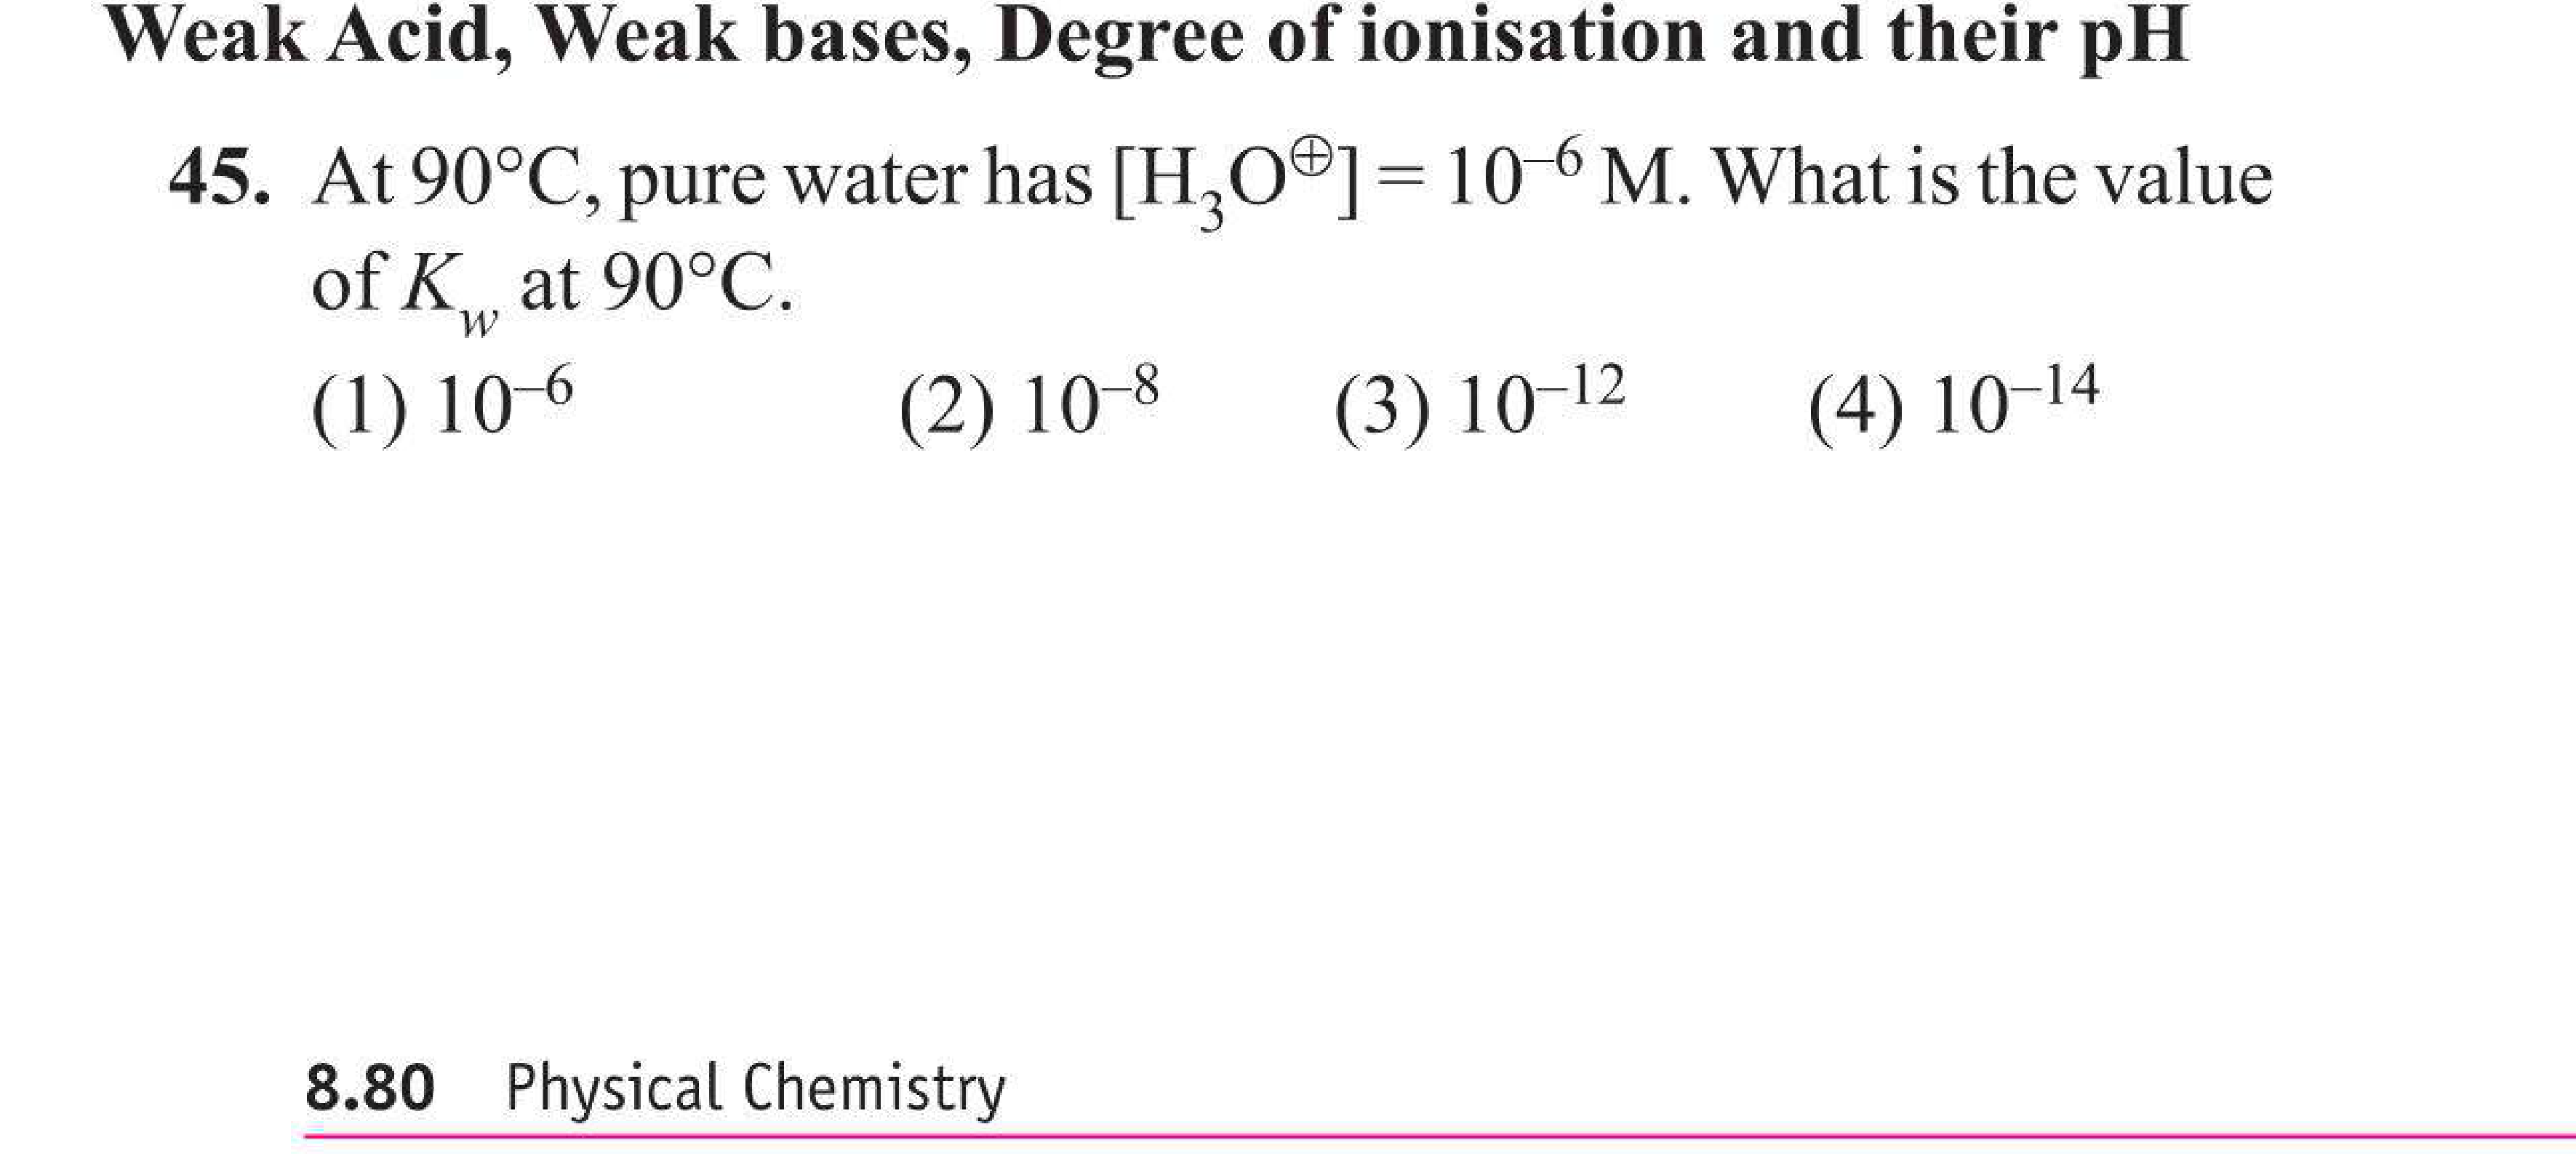 Weak Acid, Weak bases, Degree of ionisation and their pH
45. At 90°C, pure water has [H₃O⊕] = 10⁻⁶ M. What is the value
of K_w at 90°C.
(1) 10⁻⁶ (2) 10⁻⁸ (3) 10⁻¹² (4) 10⁻¹⁴
8.80 Physical Chemistry